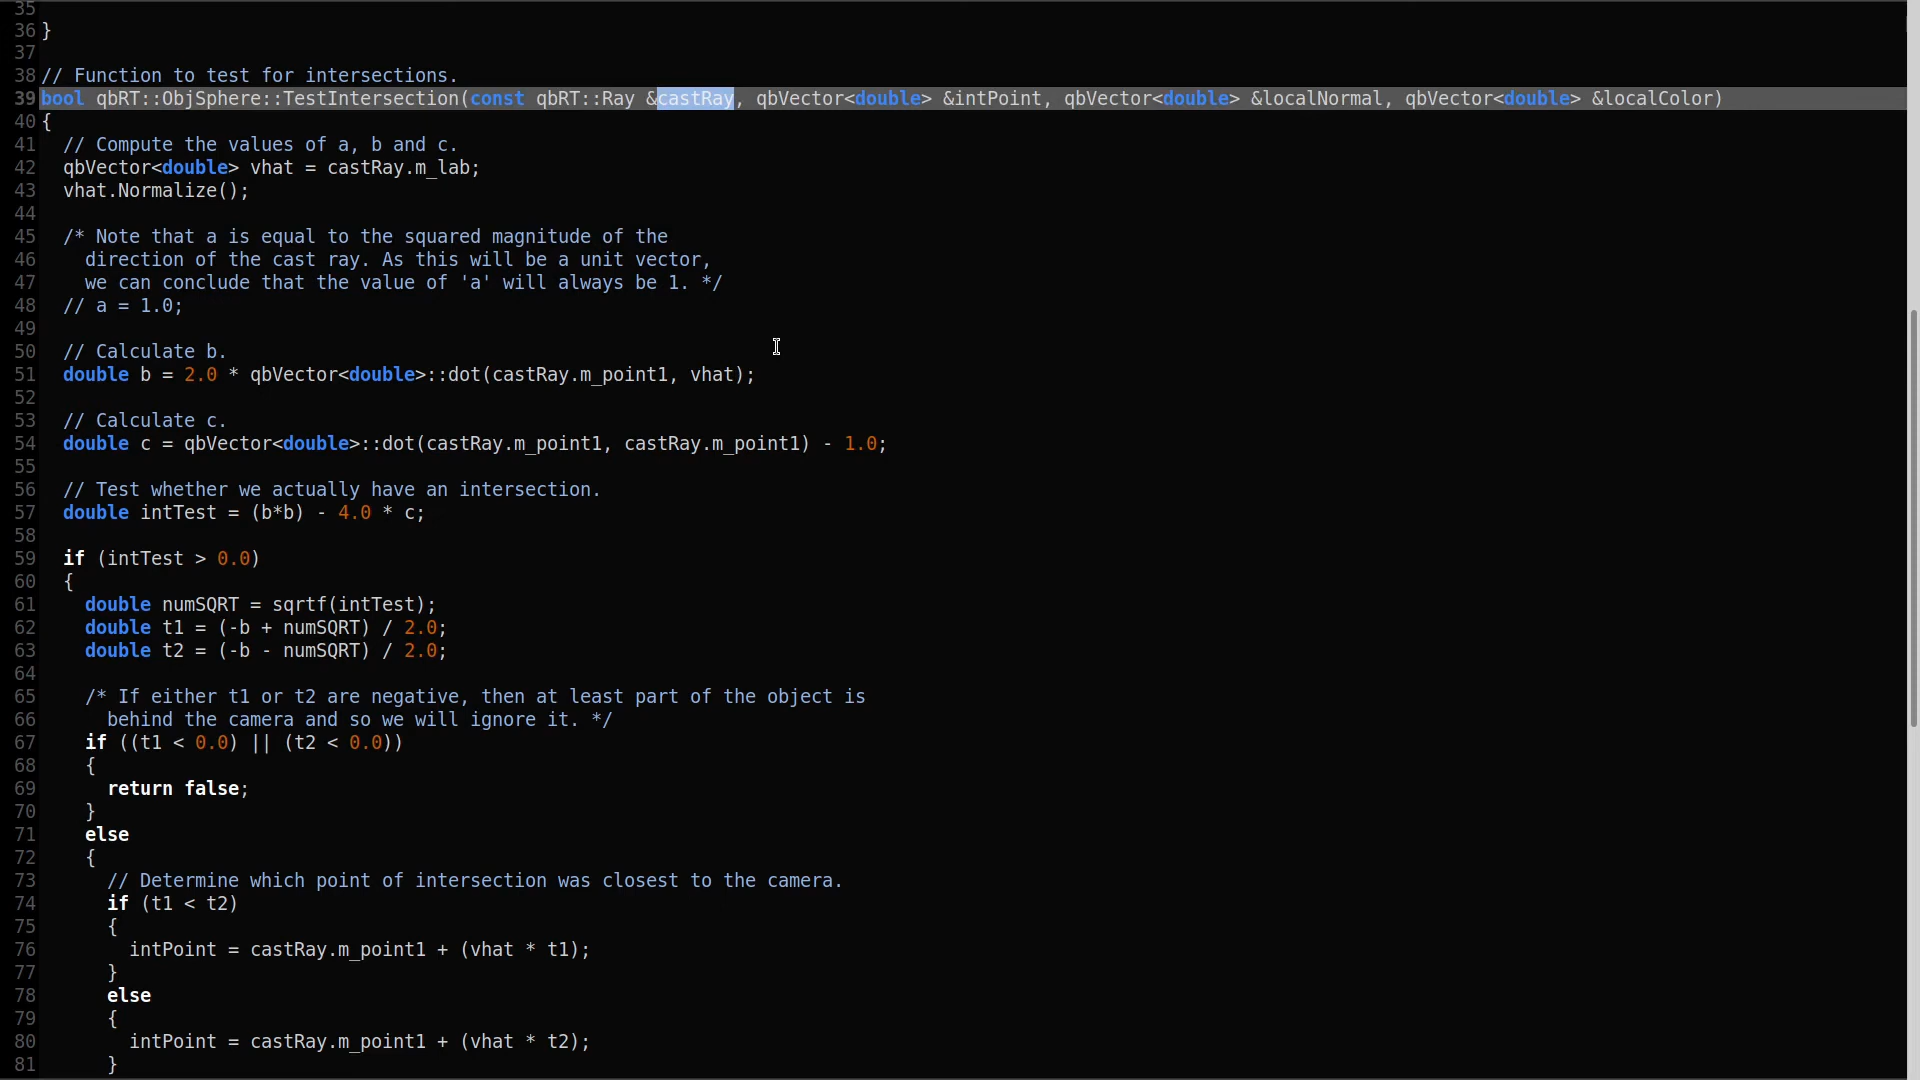 35
36 }
37
38 // Function to test for intersections.
39 bool qbRT::ObjSphere::TestIntersection(const qbRT::Ray &castRay, qbVector<double> &intPoint, qbVector<double> &localNormal, qbVector<double> &localColor)
40 {
41   // Compute the values of a, b and c.
42   qbVector<double> vhat = castRay.m_lab;
43   vhat.Normalize();
44
45   /* Note that a is equal to the squared magnitude of the
46     direction of the cast ray. As this will be a unit vector,
47     we can conclude that the value of 'a' will always be 1. */
48   // a = 1.0;
49
50   // Calculate b.
51   double b = 2.0 * qbVector<double>::dot(castRay.m_point1, vhat);
52
53   // Calculate c.
54   double c = qbVector<double>::dot(castRay.m_point1, castRay.m_point1) - 1.0;
55
56   // Test whether we actually have an intersection.
57   double intTest = (b*b) - 4.0 * c;
58
59   if (intTest > 0.0)
60   {
61     double numSQRT = sqrtf(intTest);
62     double t1 = (-b + numSQRT) / 2.0;
63     double t2 = (-b - numSQRT) / 2.0;
64
65     /* If either t1 or t2 are negative, then at least part of the object is
66       behind the camera and so we will ignore it. */
67     if ((t1 < 0.0) || (t2 < 0.0))
68     {
69       return false;
70     }
71     else
72     {
73       // Determine which point of intersection was closest to the camera.
74       if (t1 < t2)
75       {
76         intPoint = castRay.m_point1 + (vhat * t1);
77       }
78       else
79       {
80         intPoint = castRay.m_point1 + (vhat * t2);
81       }